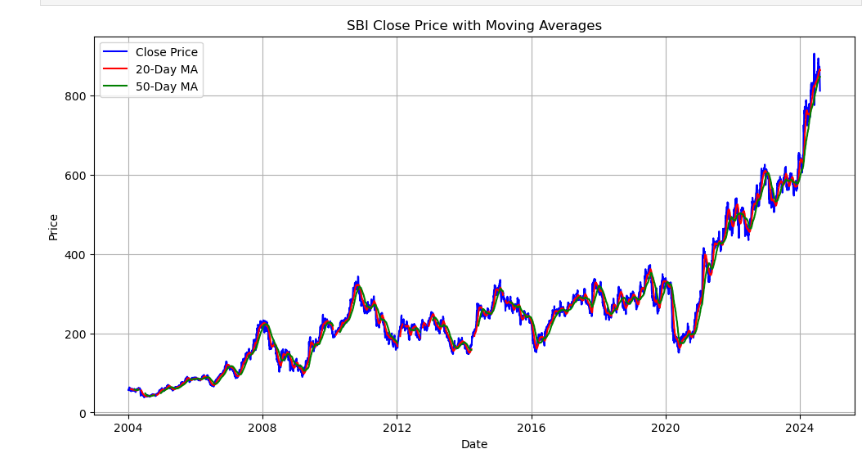 SBI Close Price with Moving Averages
Close Price
20-Day MA
50-Day MA
800
600
400
200
0
Price
2004 2008 2012 2016 2020 2024
Date